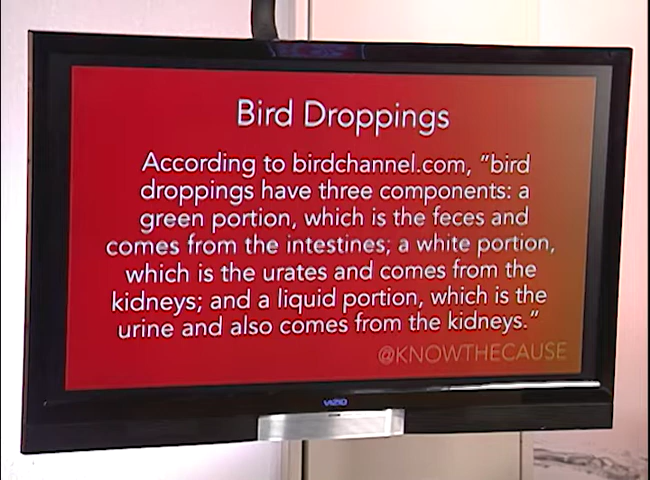 Bird Droppings
According to birdchannel.com, "bird
droppings have three components: a
green portion, which is the feces and
comes from the intestines; a white portion,
which is the urates and comes from the
kidneys; and a liquid portion, which is the
urine and also comes from the kidneys."
@KNOWTHECAUSE
VIZIO